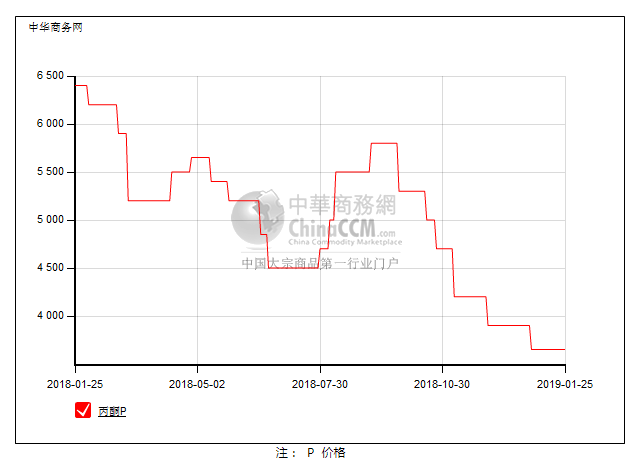 中华商务网
6 500
6 000
5 500
5 000
4 500
4 000
中華商務網
ChinaCCM.com
China Commodity Marketplace
中国大宗商品第一行业门户
2018-01-25
2018-05-02
2018-07-30
2018-10-30
2019-01-25
丙酮P
注： P 价格